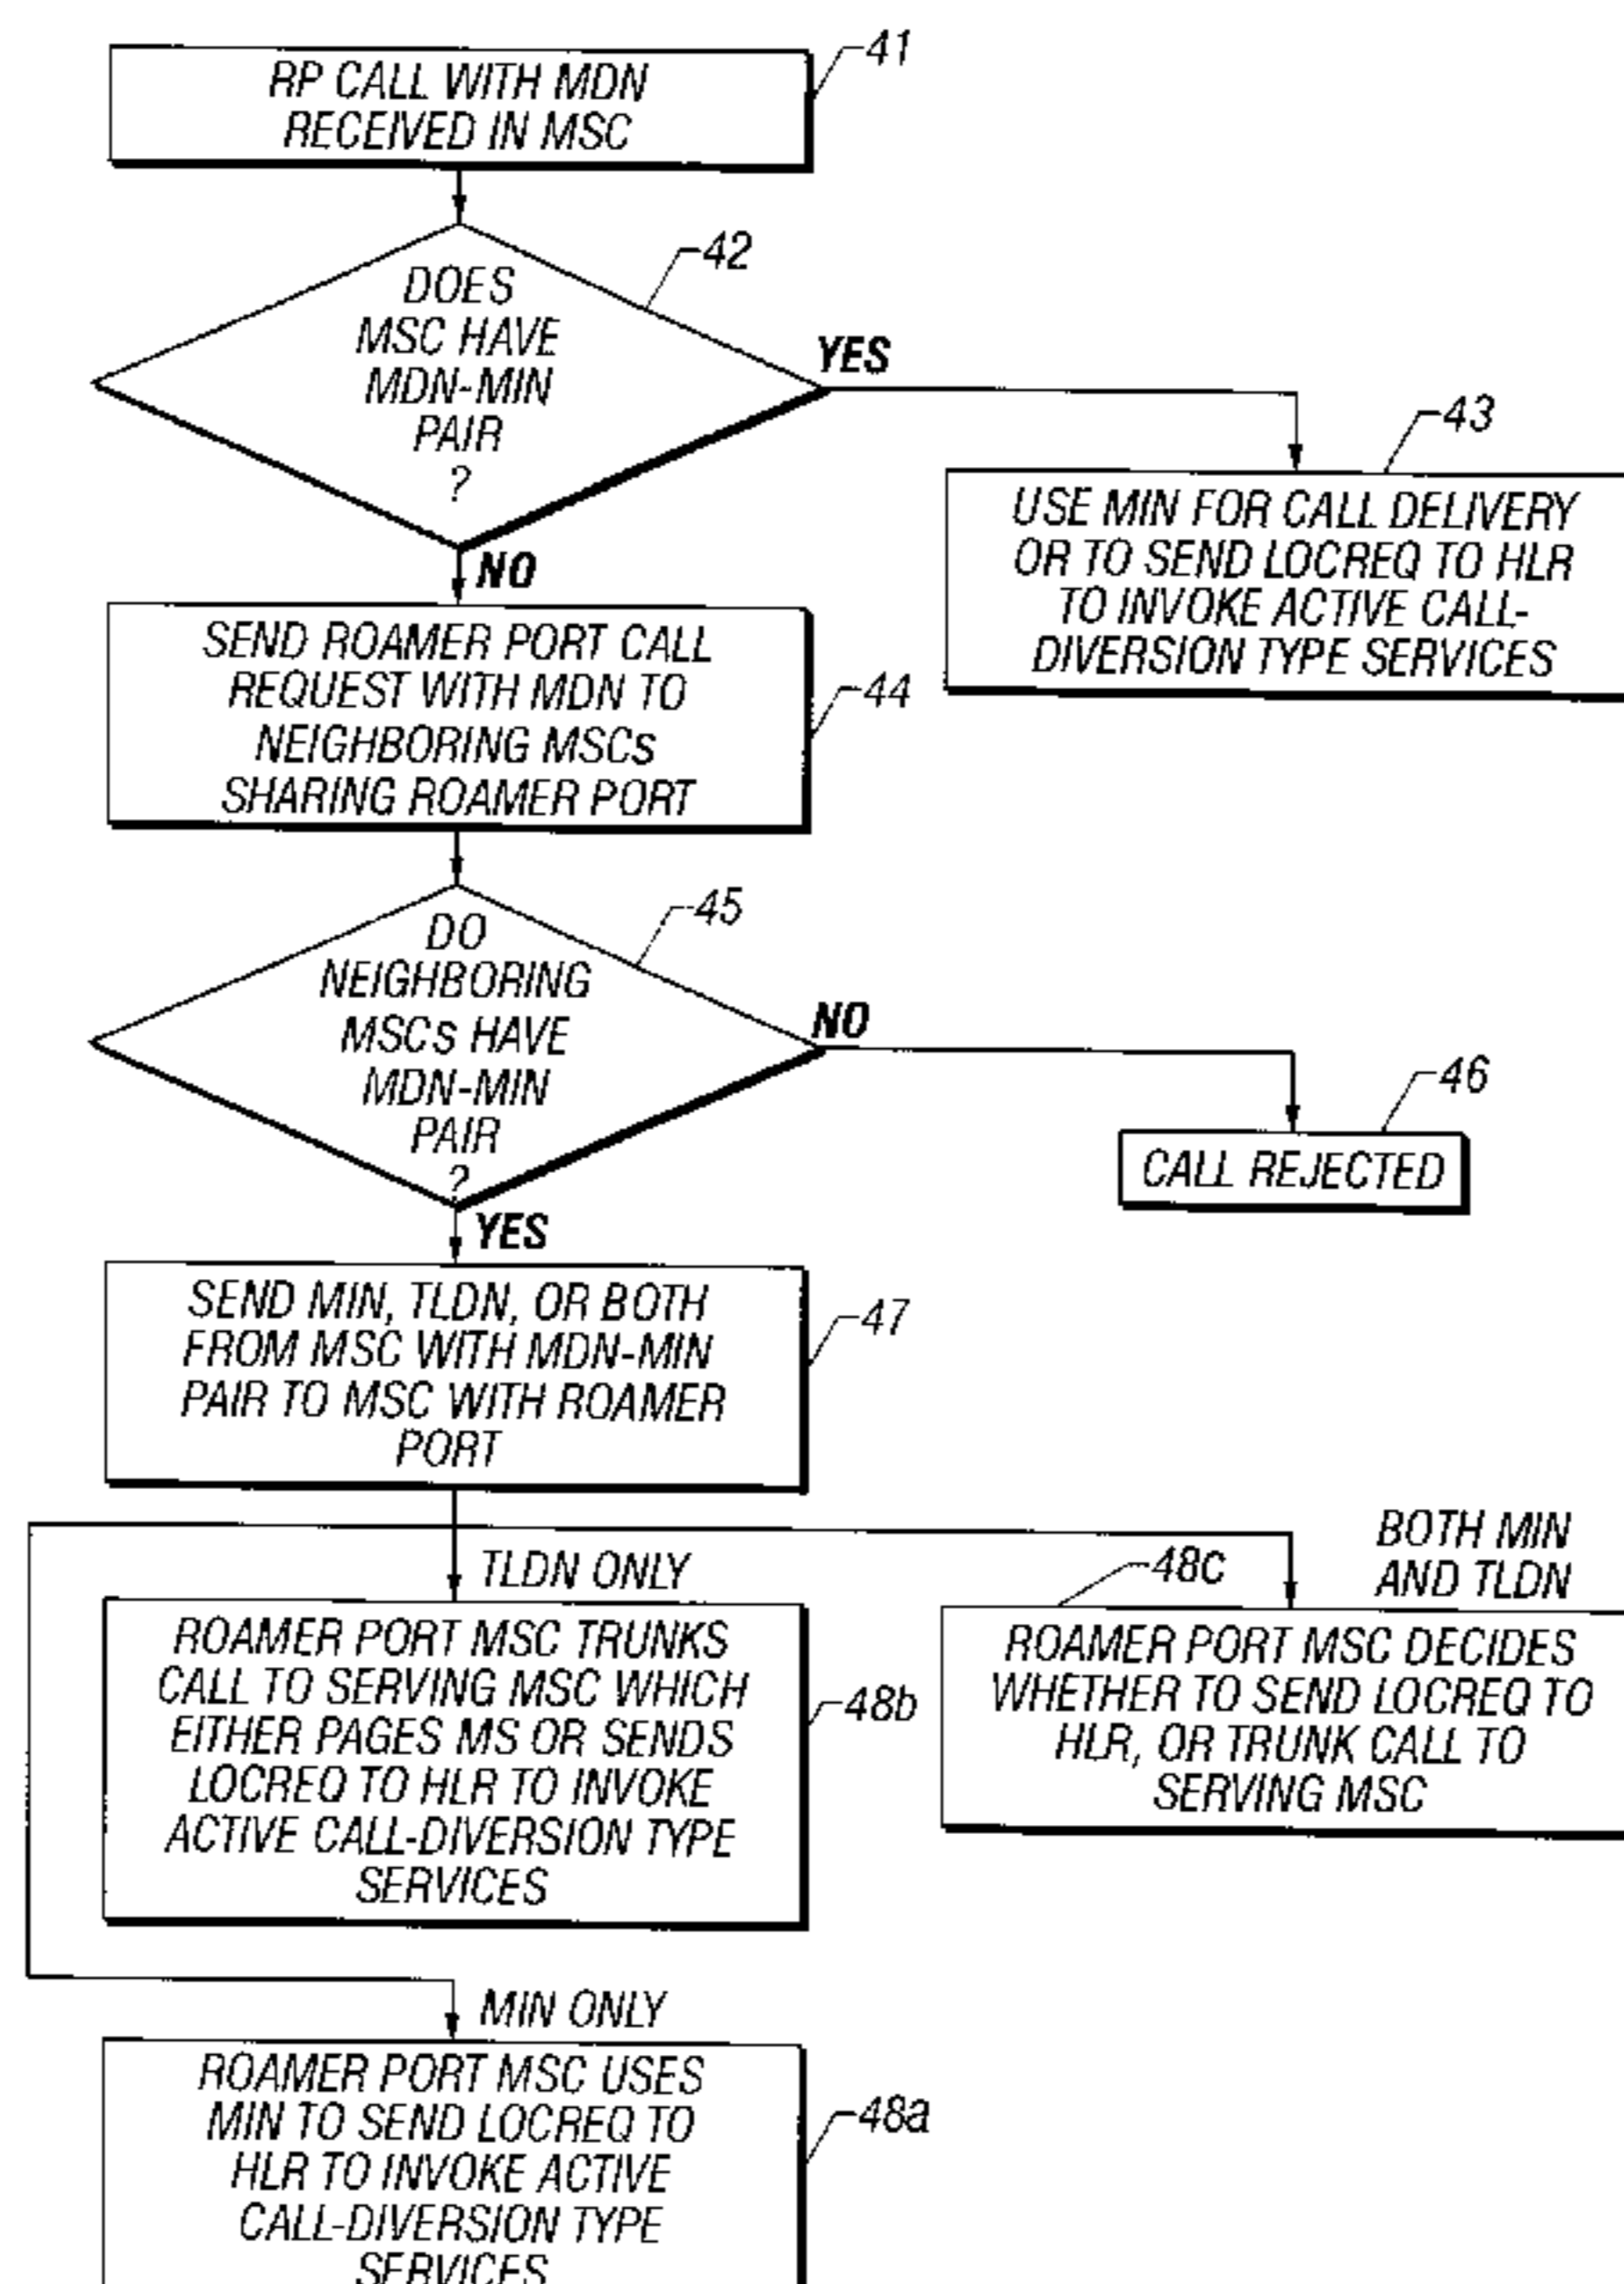 41
RP CALL WITH MDN
RECEIVED IN MSC
42
DOES
MSC HAVE
MDN-MIN
PAIR
?
YES
NO
43
USE MIN FOR CALL DELIVERY
OR TO SEND LOCREQ TO HLR
TO INVOKE ACTIVE CALL-
DIVERSION TYPE SERVICES
44
SEND ROAMER PORT CALL
REQUEST WITH MDN TO
NEIGHBORING MSCs
SHARING ROAMER PORT
45
DO
NEIGHBORING
MSCs HAVE
MDN-MIN
PAIR
?
NO
46
CALL REJECTED
YES
47
SEND MIN, TLDN, OR BOTH
FROM MSC WITH MDN-MIN
PAIR TO MSC WITH ROAMER
PORT
TLDN ONLY
48b
ROAMER PORT MSC TRUNKS
CALL TO SERVING MSC WHICH
EITHER PAGES MS OR SENDS
LOCREQ TO HLR TO INVOKE
ACTIVE CALL-DIVERSION TYPE
SERVICES
BOTH MIN
AND TLDN
48c
ROAMER PORT MSC DECIDES
WHETHER TO SEND LOCREQ TO
HLR, OR TRUNK CALL TO
SERVING MSC
MIN ONLY
48a
ROAMER PORT MSC USES
MIN TO SEND LOCREQ TO
HLR TO INVOKE ACTIVE
CALL-DIVERSION TYPE
SERVICES